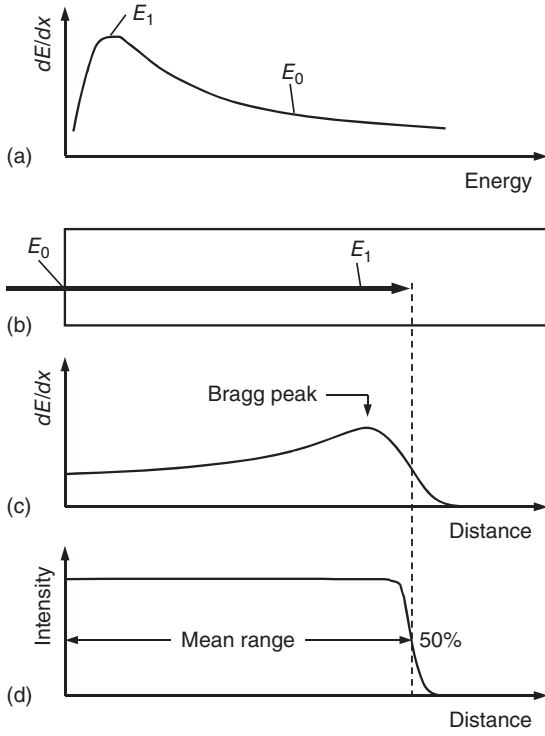 E1
dE/dx
E0
(a)
Energy
E0
E1
(b)
dE/dx
Bragg peak
(c)
Distance
Intensity
Mean range
50%
(d)
Distance